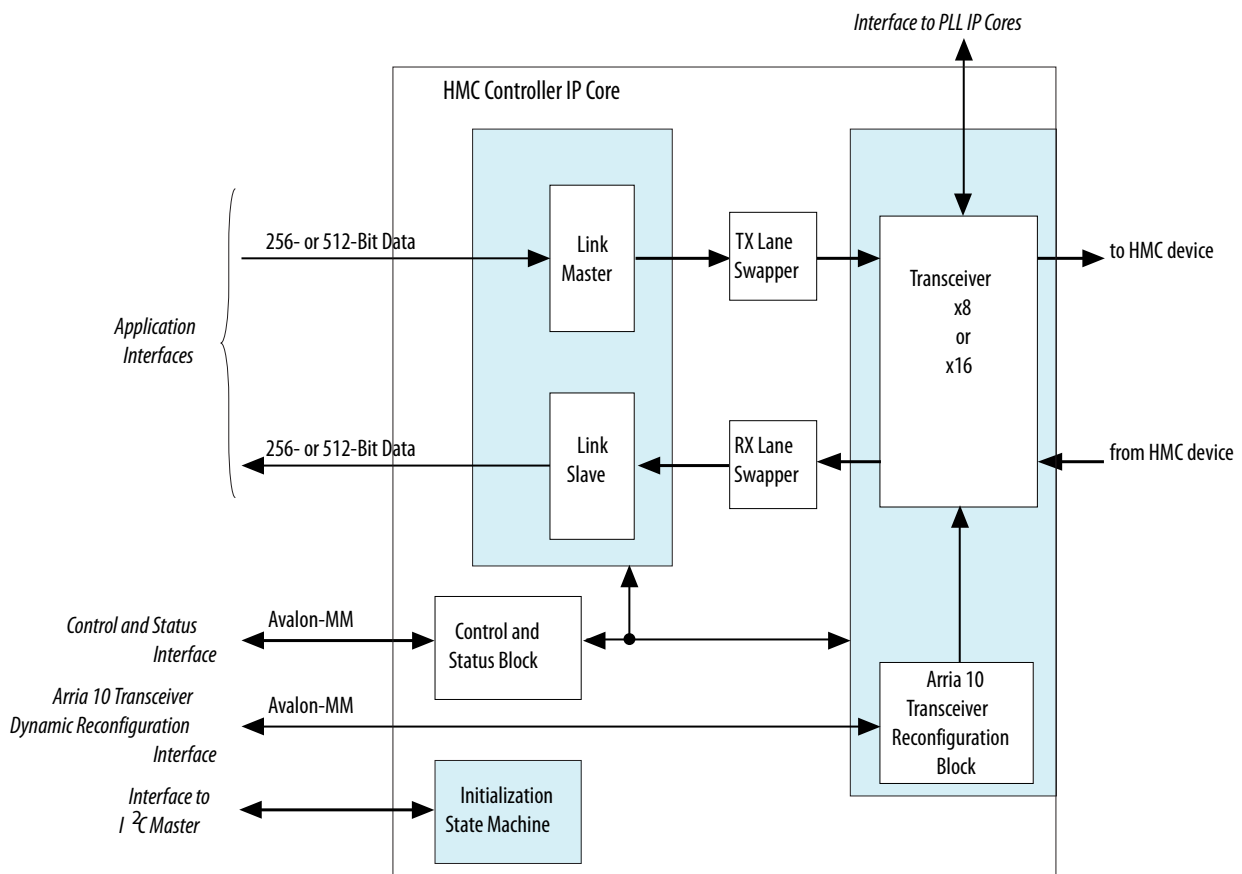 Interface to PLL IP Cores
HMC Controller IP Core
256- or 512-Bit Data
Link
Master
TX Lane
Swapper
Transceiver
x8
or
x16
to HMC device
Application
Interfaces
256- or 512-Bit Data
Link
Slave
RX Lane
Swapper
from HMC device
Control and Status
Interface
Avalon-MM
Control and
Status Block
Arria 10 Transceiver
Dynamic Reconfiguration
Interface
Avalon-MM
Arria 10
Transceiver
Reconfiguration
Block
Interface to
I 2C Master
Initialization
State Machine